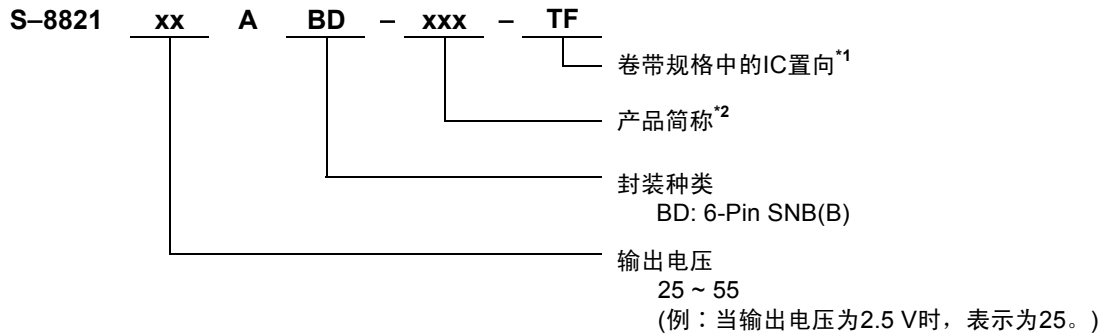 S–8821 xx A BD – xxx – TF
卷带规格中的IC置向*1
产品简称*2
封装种类
BD: 6-Pin SNB(B)
输出电压
25 ~ 55
(例：当输出电压为2.5 V时，表示为25。)